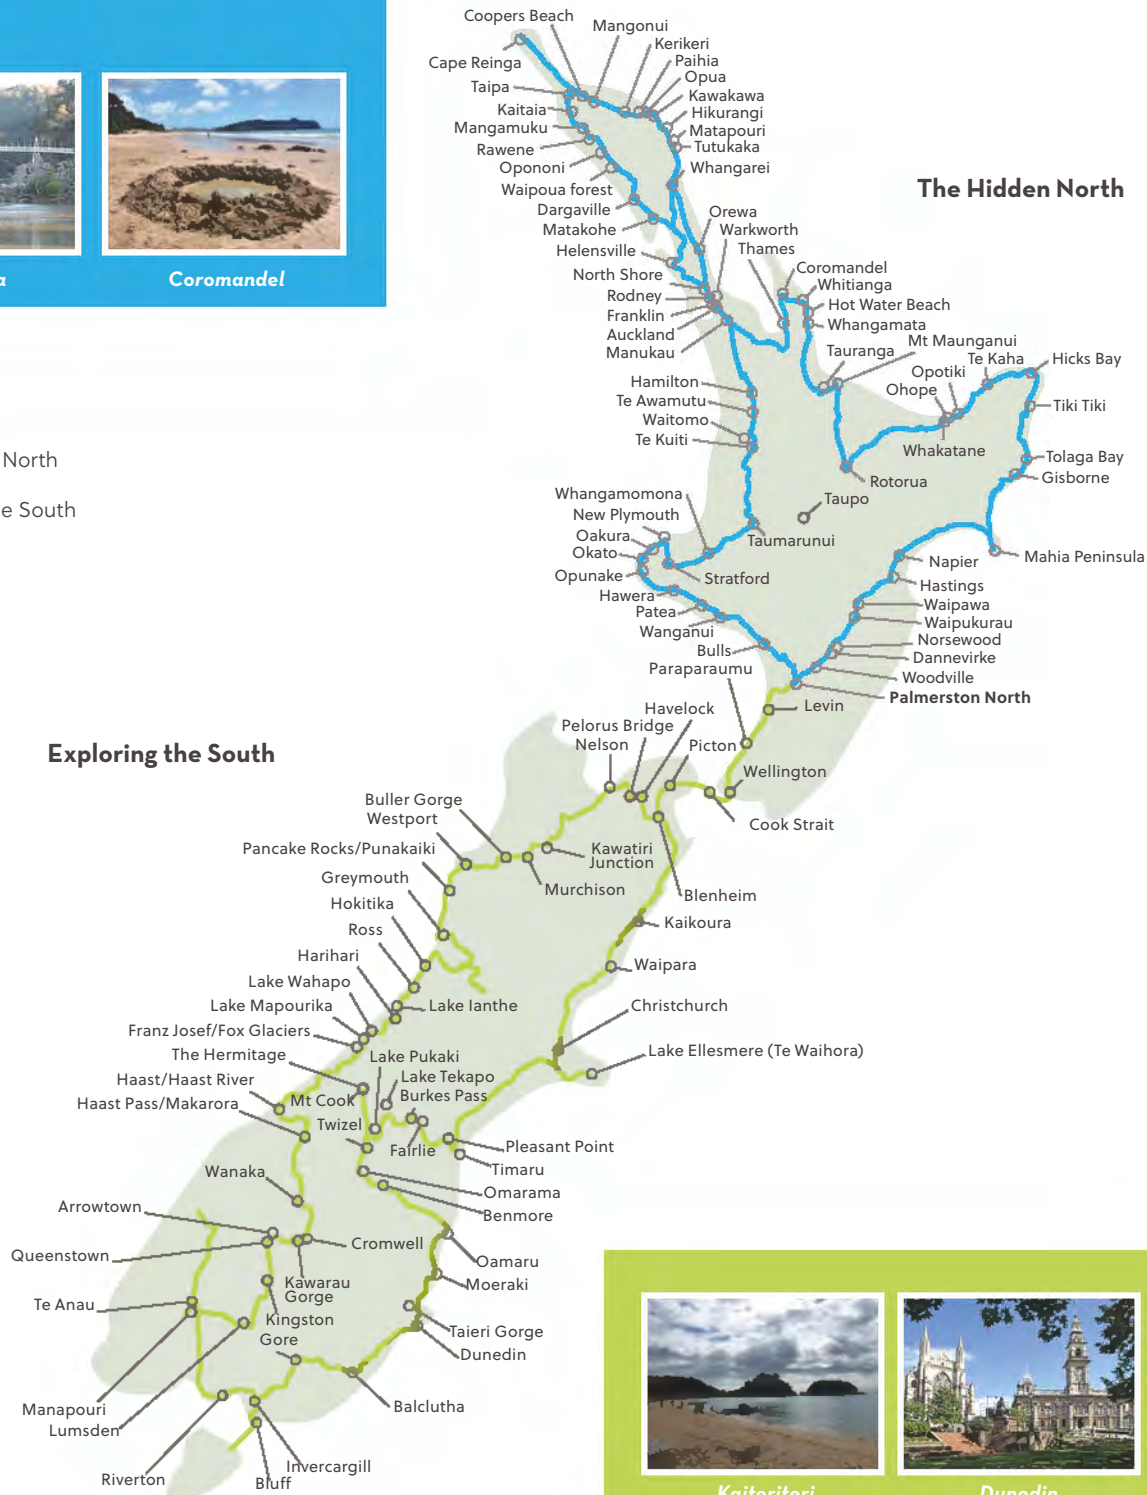 Coopers Beach
Mangonui
Kerikeri
Cape Reinga
Paihia
Opua
Taipa
Kawakawa
Kaitaia
Hikurangi
Mangamuku
Matapouri
Rawene
Tutukaka
Opononi
Whangarei
Waipoua forest
The Hidden North
Dargaville
Orewa
Matakohe
Warkworth
Helensville
Thames
North Shore
Coromandel
Rodney
Whitianga
Franklin
Hot Water Beach
Auckland
Whangamata
Manukau
Mt Maunganui
Tauranga
Te Kaha
Hicks Bay
Opotiki
Hamilton
Ohope
Te Awamutu
Tiki Tiki
Waitomo
Te Kuiti
Whakatane
Tolaga Bay
Rotorua
Gisborne
Whangamomona
Taupo
New Plymouth
Oakura
Taumarunui
Okato
Mahia Peninsula
Opunake
Stratford
Napier
Hawera
Hastings
Patea
Waipawa
Wanganui
Waipukurau
Bulls
Norsewood
Paraparaumu
Dannevirke
Woodville
Palmerston North
Levin
a
Coromandel
North
e South
Exploring the South
Havelock
Pelorus Bridge
Nelson
Picton
Wellington
Cook Strait
Buller Gorge
Westport
Pancake Rocks/Punakaiki
Kawatiri
Junction
Greymouth
Murchison
Blenheim
Hokitika
Kaikoura
Ross
Harihari
Waipara
Lake Wahapo
Lake Mapourika
Lake Ianthe
Christchurch
Franz Josef/Fox Glaciers
The Hermitage
Lake Pukaki
Lake Ellesmere (Te Waihora)
Haast/Haast River
Lake Tekapo
Haast Pass/Makarora
Mt Cook
Burkes Pass
Twizel
Fairlie
Pleasant Point
Timaru
Wanaka
Omarama
Arrowtown
Benmore
Queenstown
Cromwell
Oamaru
Kawarau
Gorge
Moeraki
Te Anau
Kingston
Gore
Taieri Gorge
Dunedin
Manapouri
Balclutha
Lumsden
Riverton
Invercargill
Bluff
Kaiteriteri
Dunedin